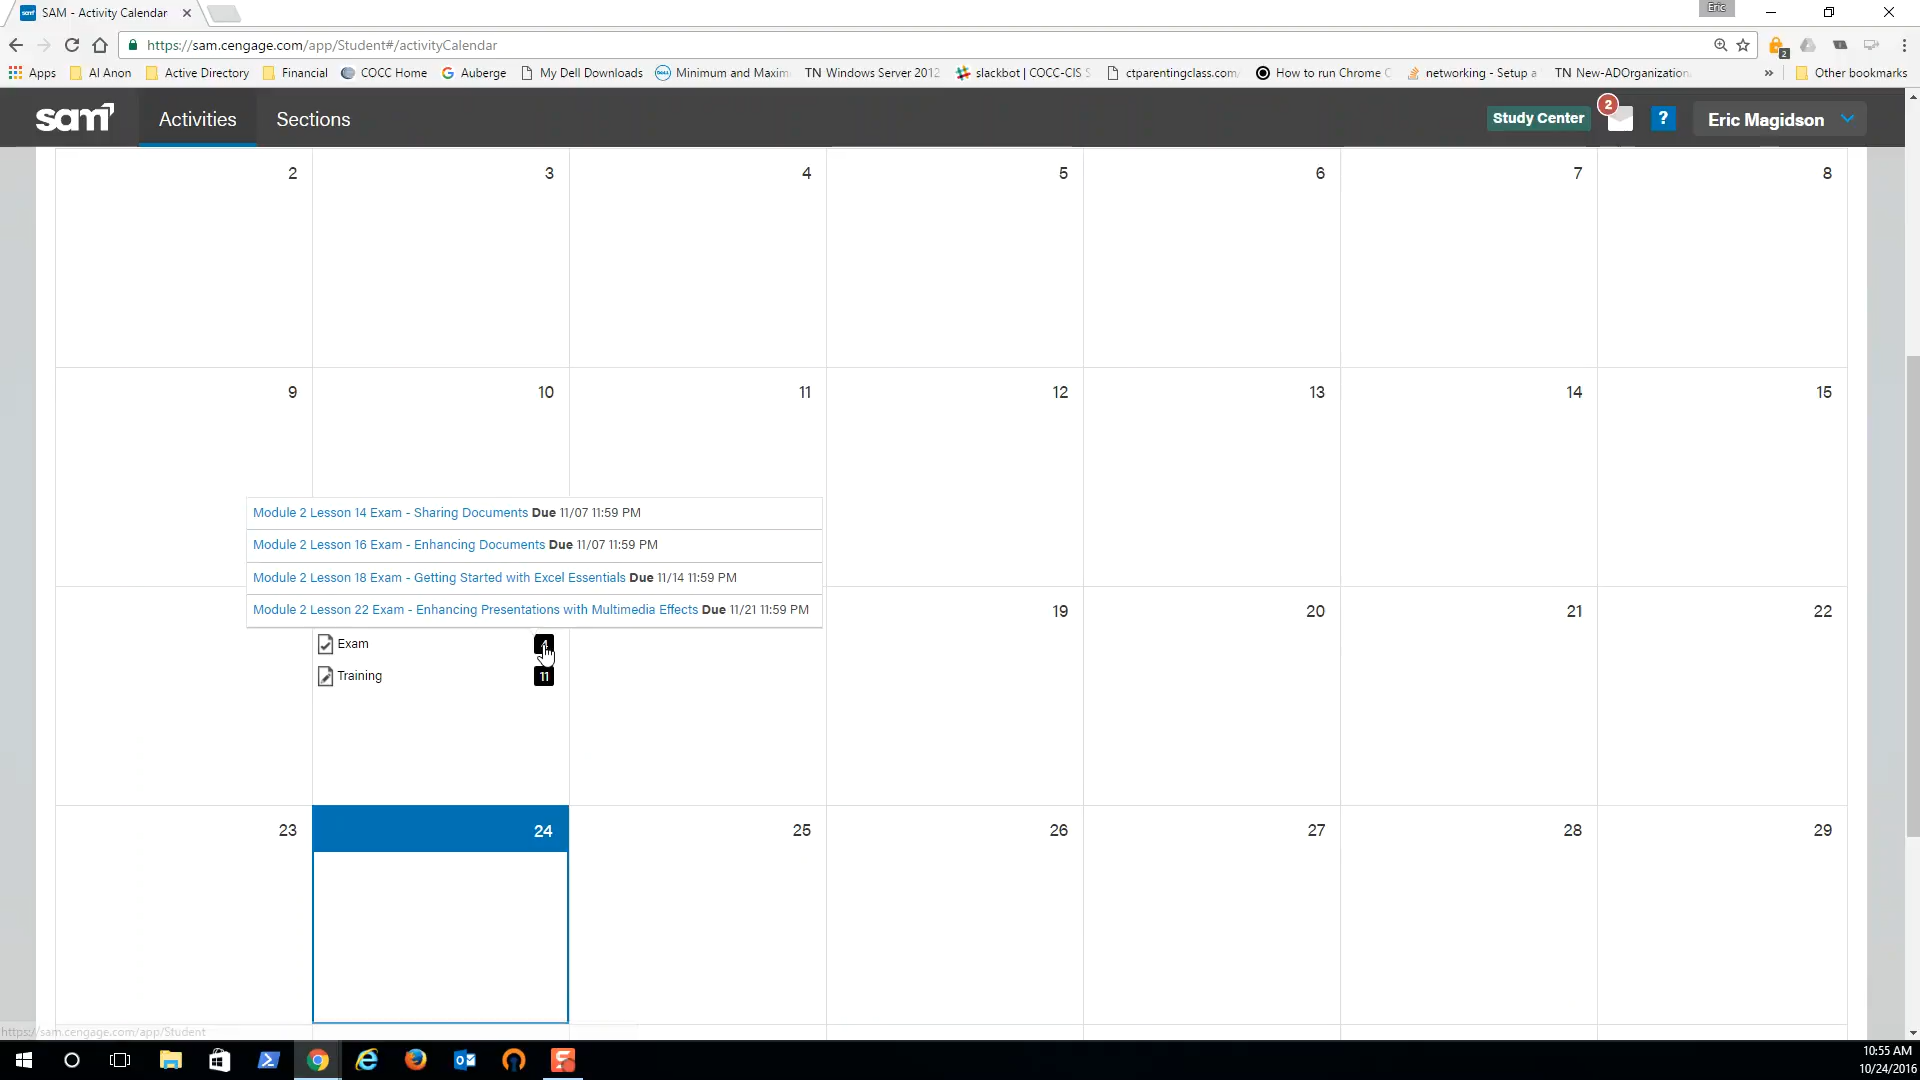 SAM - Activity Calendar
Eric
https://sam.cengage.com/app/Student#/activityCalendar
2
Apps Al Anon Active Directory Financial COCC Home Auberge My Dell Downloads Minimum and Maxim TN Windows Server 2012 slackbot | COCC-CIS S ctparentingclass.com/ How to run Chrome C networking - Setup a TN New-ADOrganization » Other bookmarks
sam Activities Sections Study Center 2 ? Eric Magidson
2 3 4 5 6 7 8
9 10 11 12 13 14 15
Module 2 Lesson 14 Exam - Sharing Documents Due 11/07 11:59 PM
Module 2 Lesson 16 Exam - Enhancing Documents Due 11/07 11:59 PM
Module 2 Lesson 18 Exam - Getting Started with Excel Essentials Due 11/14 11:59 PM
Module 2 Lesson 22 Exam - Enhancing Presentations with Multimedia Effects Due 11/21 11:59 PM
19 20 21 22
Exam 4
Training 11
23 24 25 26 27 28 29
https://sam.cengage.com/app/Student
10:55 AM
10/24/2016